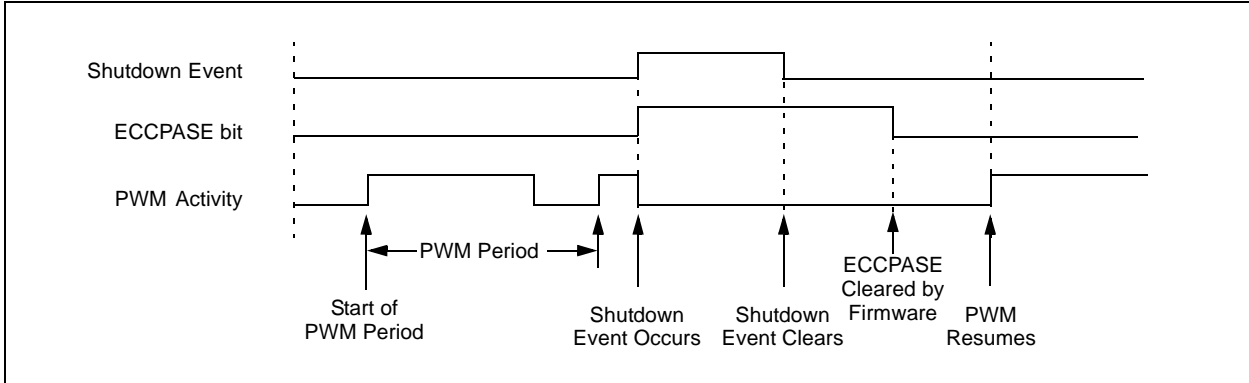 Shutdown Event
ECCPASE bit
PWM Activity
PWM Period
Start of
PWM Period
Shutdown
Event Occurs
Shutdown
Event Clears
ECCPASE
Cleared by
Firmware
PWM
Resumes